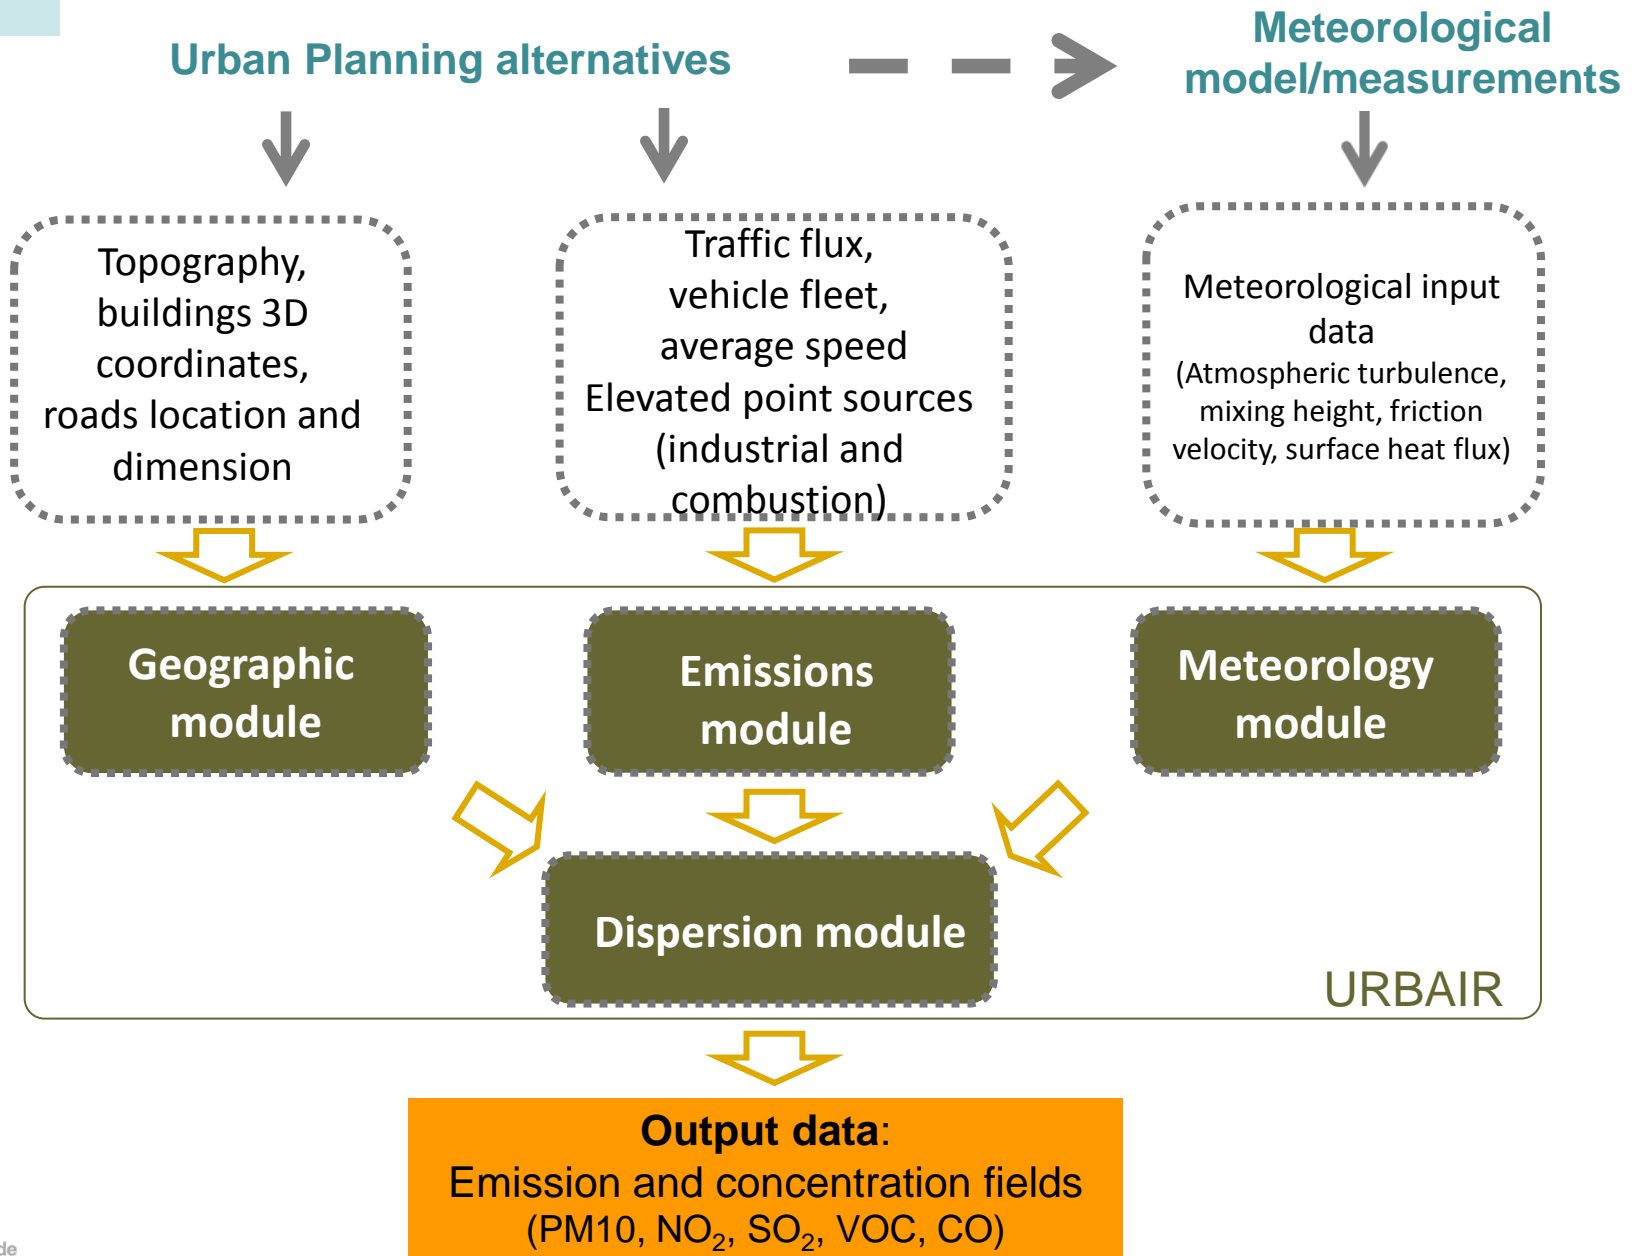 Urban Planning alternatives
Meteorological
model/measurements
Topography,
buildings 3D
coordinates,
roads location and
dimension
Traffic flux,
vehicle fleet,
average speed
Elevated point sources
(industrial and
combustion)
Meteorological input
data
(Atmospheric turbulence,
mixing height, friction
velocity, surface heat flux)
Geographic
module
Emissions
module
Meteorology
module
Dispersion module
URBAIR
Output data:
Emission and concentration fields
(PM10, NO₂, SO₂, VOC, CO)
de